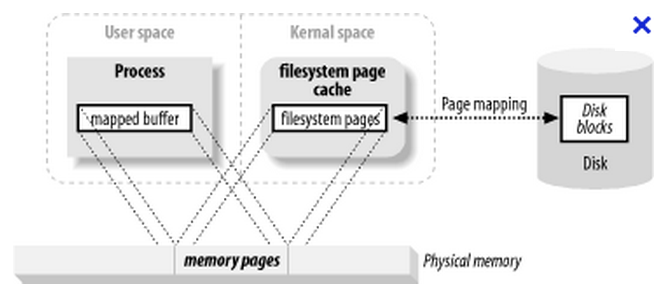 User space
Kernal space
Process
filesystem page
cache
mapped buffer
filesystem pages
Page mapping
Disk
blocks
Disk
memory pages
Physical memory